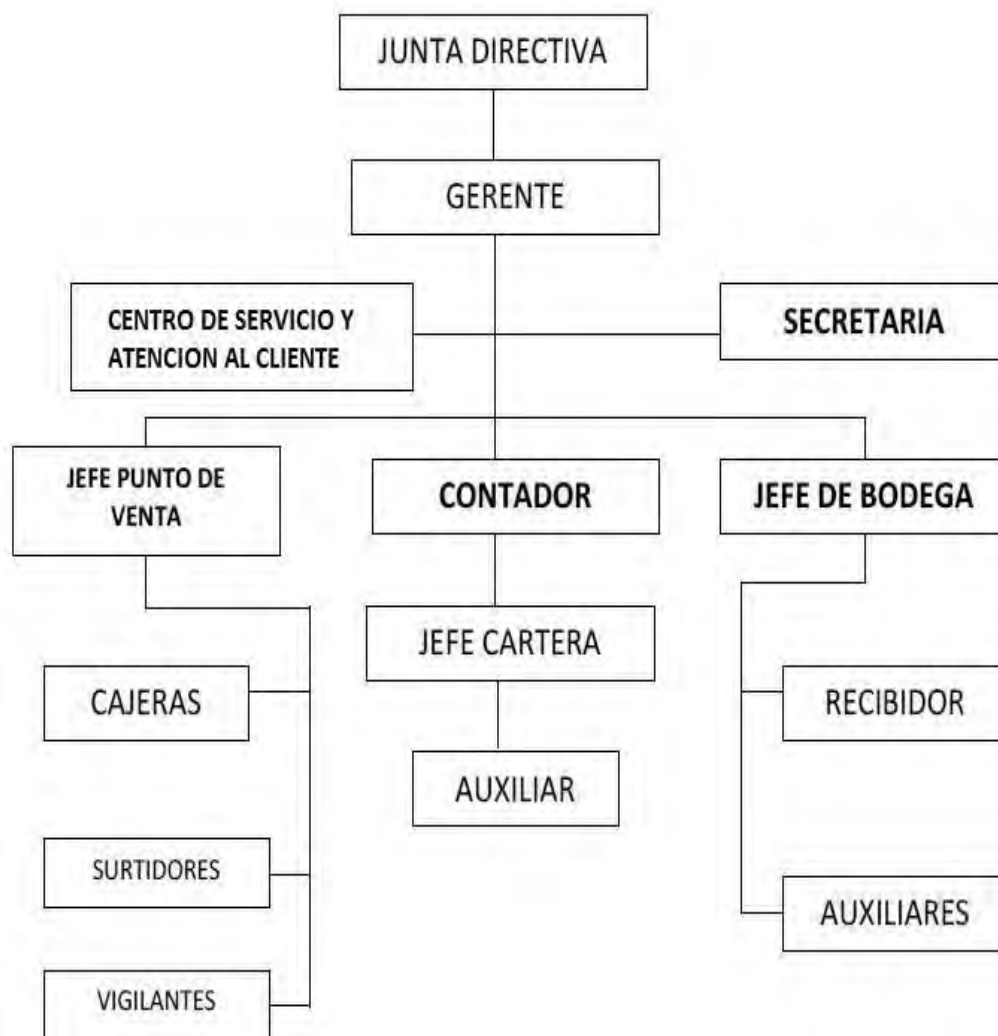 JUNTA DIRECTIVA
GERENTE
CENTRO DE SERVICIO Y
ATENCION AL CLIENTE
SECRETARIA
JEFE PUNTO DE
VENTA
CONTADOR
JEFE DE BODEGA
JEFE CARTERA
CAJERAS
RECIBIDOR
AUXILIAR
SURTIDORES
AUXILIARES
VIGILANTES